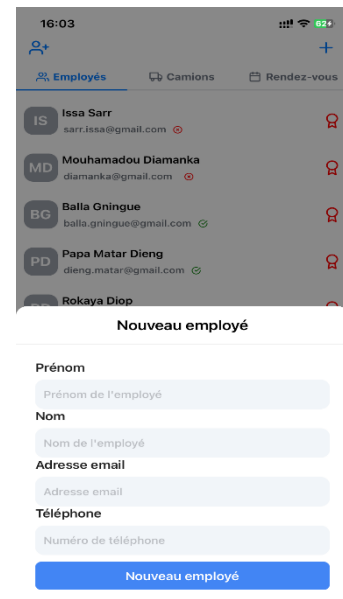 16:03
62
Employés
Camions
Rendez-vous
IS
Issa Sarr
sarr.issa@gmail.com
MD
Mouhamadou Diamanka
diamanka@gmail.com
BG
Balla Gningue
balla.gningue@gmail.com
PD
Papa Matar Dieng
dieng.matar@gmail.com
Rokaya Diop
Nouveau employé
Prénom
Prénom de l'employé
Nom
Nom de l'employé
Adresse email
Adresse email
Téléphone
Numéro de téléphone
Nouveau employé